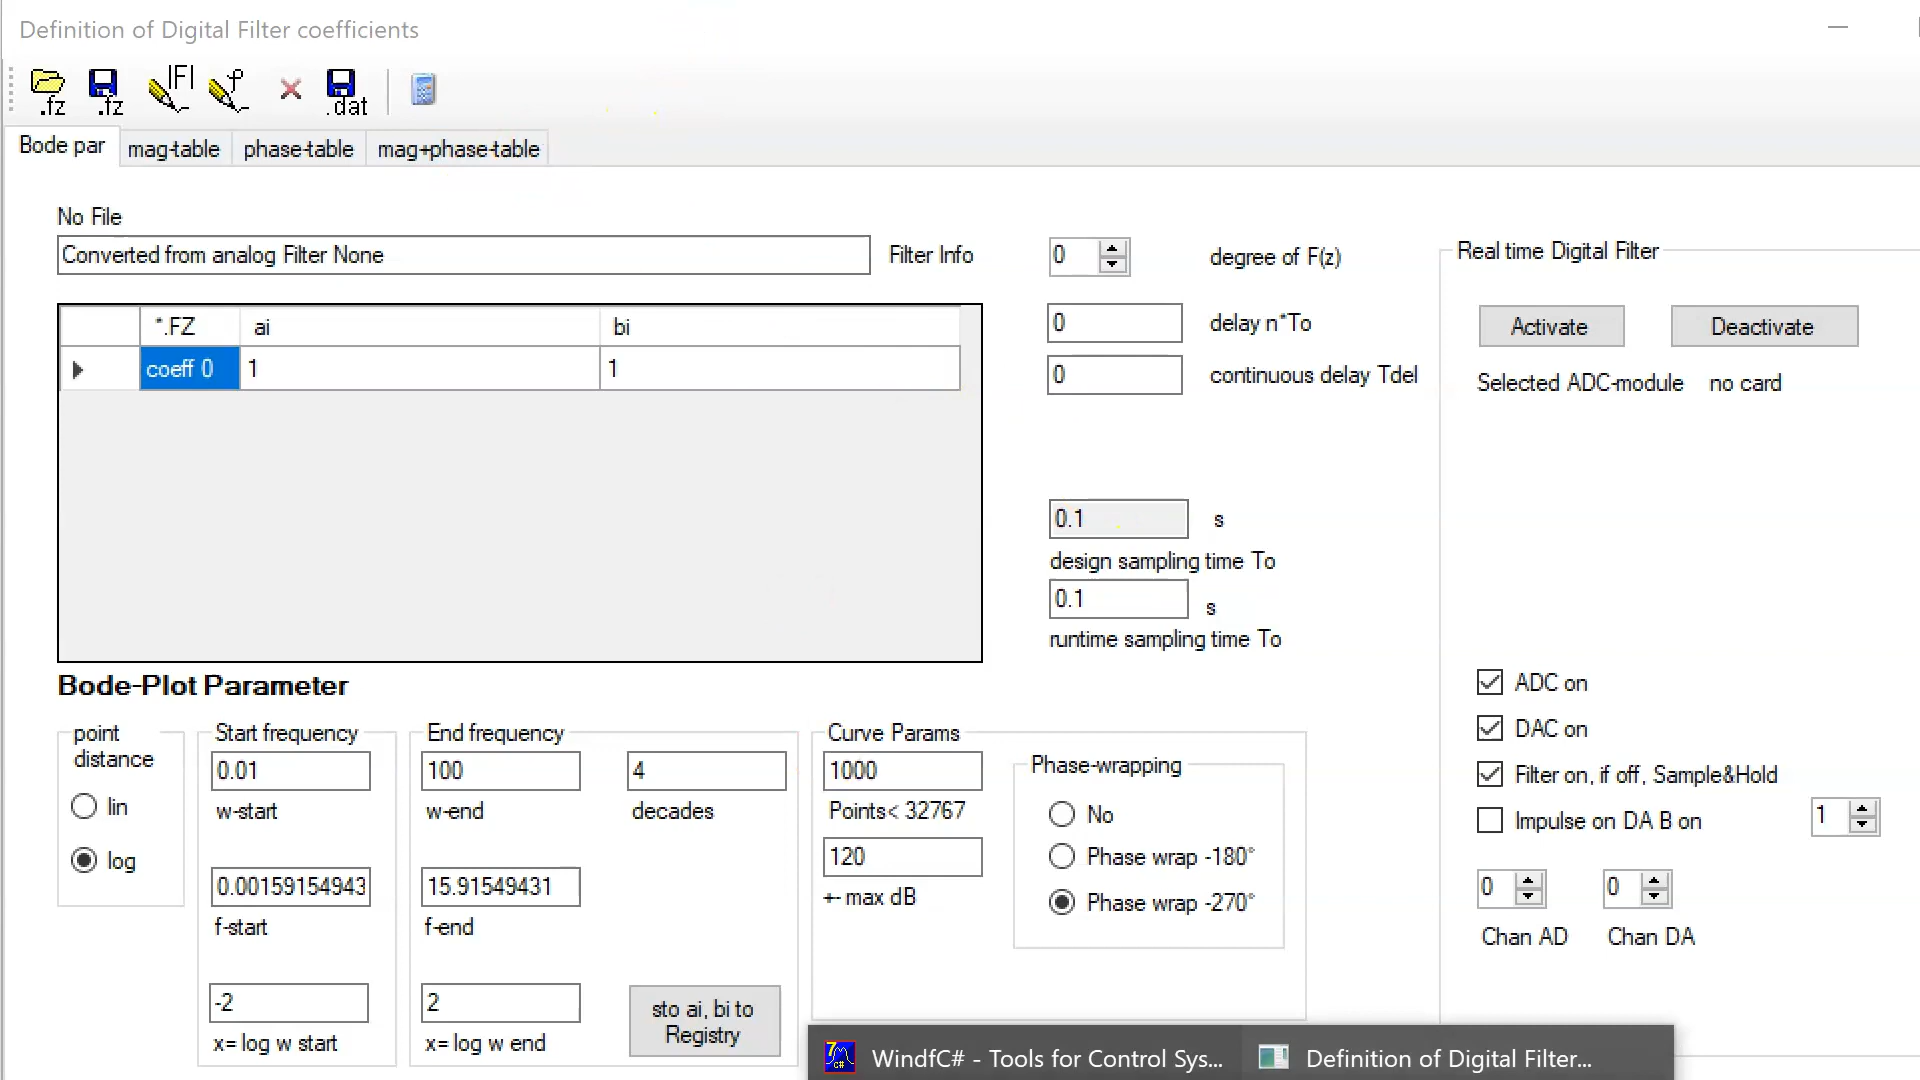 Definition of Digital Filter coefficients
.fz .fz |F| φ .dat
Bode par mag-table phase-table mag+phase-table
No File
Converted from analog Filter None Filter Info
0 degree of F(z)
Real time Digital Filter
*.FZ ai bi
coeff 0 1 1
0 delay n*To
0 continuous delay Tdel
Activate Deactivate
Selected ADC-module no card
0.1 s
design sampling time To
0.1 s
runtime sampling time To
Bode-Plot Parameter
point
distance
lin
log
Start frequency
0.01
w-start
0.00159154943
f-start
-2
x= log w start
End frequency
100
w-end
15.91549431
f-end
2
x= log w end
4
decades
sto ai, bi to
Registry
Curve Params
1000
Points< 32767
120
+- max dB
Phase-wrapping
No
Phase wrap -180°
Phase wrap -270°
ADC on
DAC on
Filter on, if off, Sample&Hold
Impulse on DA B on 1
0 0
Chan AD Chan DA
7 C# WindfC# - Tools for Control Sys... Definition of Digital Filter...